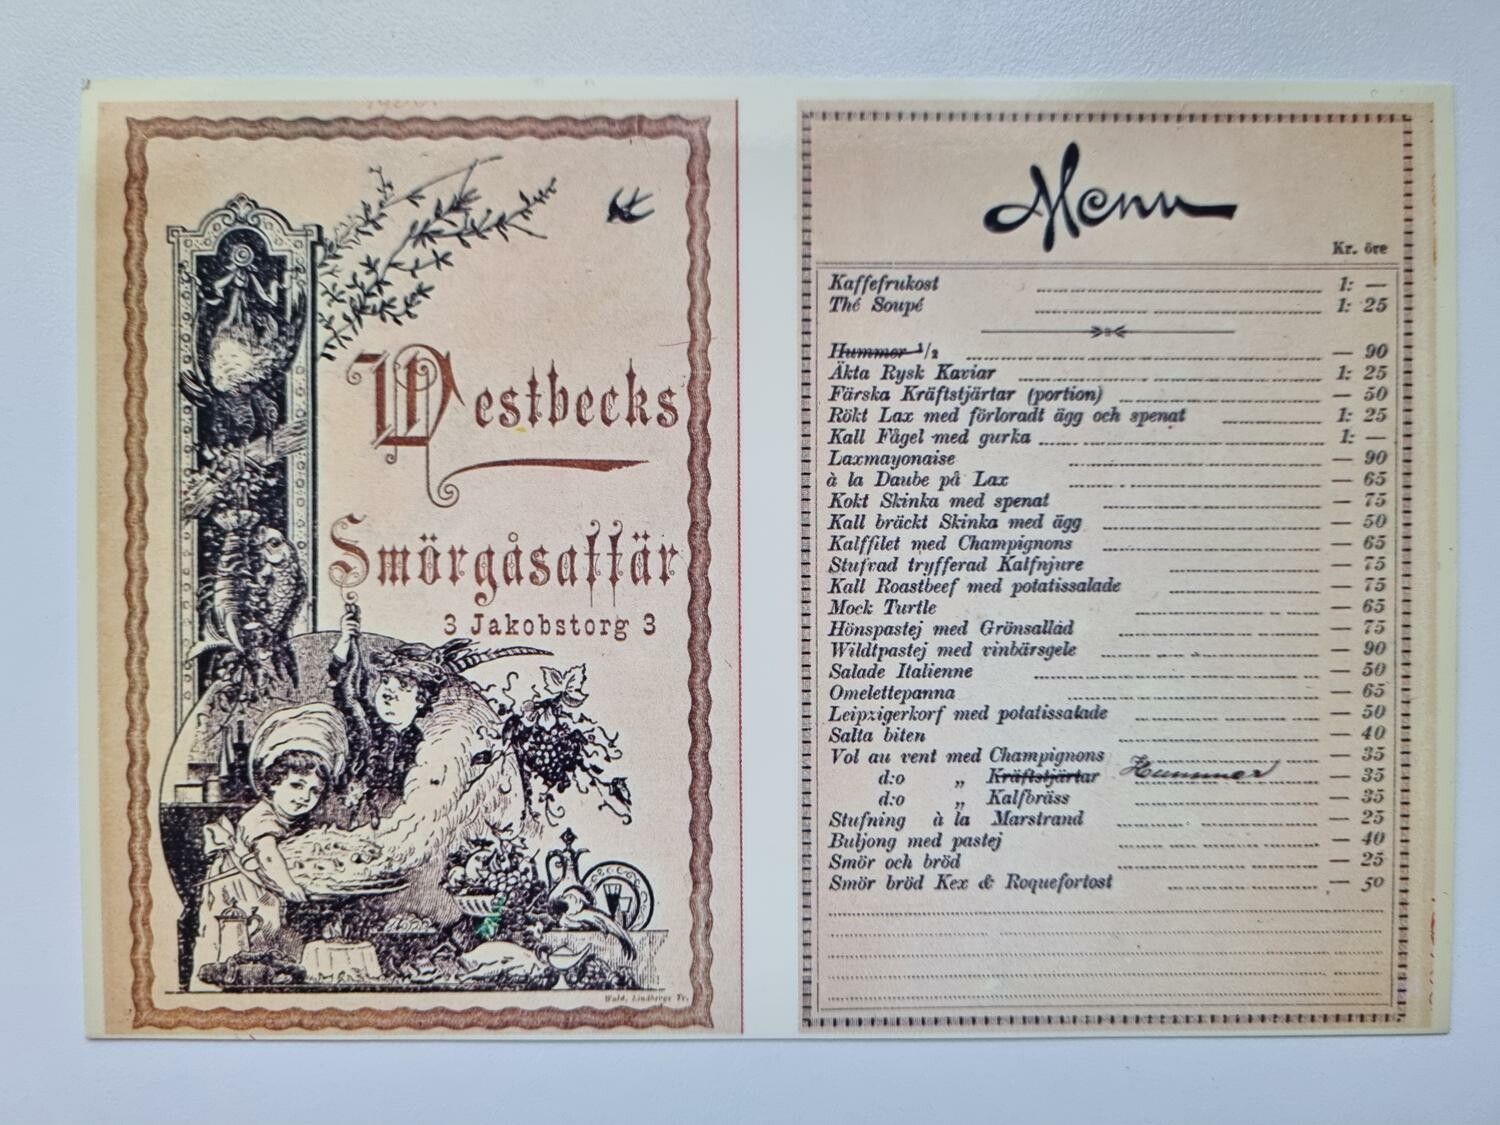 Westbecks
Smörgåsaffär
3 Jakobstorg 3
Wald. Lindbergs Tr.
Menu
Kr. öre
Kaffefrukost 1: —
Thé Soupé 1: 25
Hummer 1/2 — 90
Äkta Rysk Kaviar 1: 25
Färska Kräftstjärtar (portion) — 50
Rökt Lax med förloradt ägg och spenat 1: 25
Kall Fågel med gurka 1: —
Laxmayonaise — 90
à la Daube på Lax — 65
Kokt Skinka med spenat — 75
Kall bräckt Skinka med ägg — 50
Kalffilet med Champignons — 65
Stufvad tryfferad Kalfnjure — 75
Kall Roastbeef med potatissalade — 75
Mock Turtle — 65
Hönspastej med Grönsallad — 75
Wildtpastej med vinbärsgele — 90
Salade Italienne — 50
Omelettepanna — 65
Leipzigerkorf med potatissalade — 50
Salta biten — 40
Vol au vent med Champignons — 35
d:o „ Kräftstjärtar Hummer — 35
d:o „ Kalfbräss — 35
Stufning à la Marstrand — 25
Buljong med pastej — 40
Smör och bröd — 25
Smör bröd Kex & Roquefortost — 50